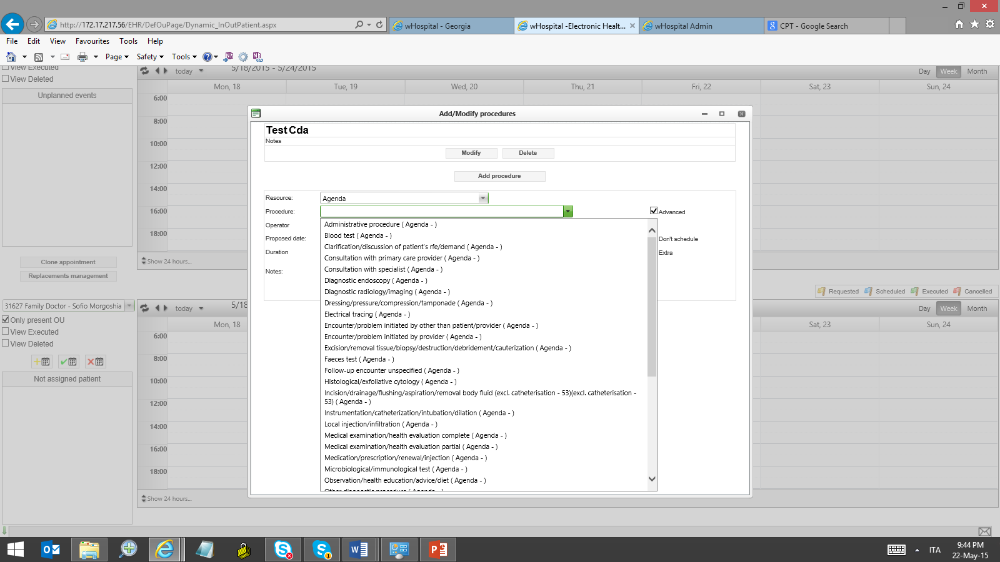 http://172.17.217.56/EHR/DefOuPage/Dynamic_InOutPatient.aspx
wHospital - Georgia
wHospital -Electronic Healt...
wHospital Admin
CPT - Google Search
File Edit View Favourites Tools Help
Page Safety Tools
View Executed
View Deleted
Unplanned events
Clone appointment
Replacements management
today 5/18/2015 - 5/24/2015 Day Week Month
Mon, 18 Tue, 19 Wed, 20 Thu, 21 Fri, 22 Sat, 23 Sun, 24
6:00
8:00
10:00
12:00
14:00
16:00
18:00
Show 24 hours...
Requested Scheduled Executed Cancelled
Add/Modify procedures
Test Cda
Notes
Modify Delete
Add procedure
Resource: Agenda
Procedure: Advanced
Operator
Proposed date: Don't schedule
Duration Extra
Notes:
Administrative procedure ( Agenda - )
Blood test ( Agenda - )
Clarification/discussion of patient's rfe/demand ( Agenda - )
Consultation with primary care provider ( Agenda - )
Consultation with specialist ( Agenda - )
Diagnostic endoscopy ( Agenda - )
Diagnostic radiology/imaging ( Agenda - )
Dressing/pressure/compression/tamponade ( Agenda - )
Electrical tracing ( Agenda - )
Encounter/problem initiated by other than patient/provider ( Agenda - )
Encounter/problem initiated by provider ( Agenda - )
Excision/removal tissue/biopsy/destruction/debridement/cauterization ( Agenda - )
Faeces test ( Agenda - )
Follow-up encounter unspecified ( Agenda - )
Histological/exfoliative cytology ( Agenda - )
Incision/drainage/flushing/aspiration/removal body fluid (excl. catheterisation - 53)(excl. catheterisation -
53) ( Agenda - )
Instrumentation/catheterization/intubation/dilation ( Agenda - )
Local injection/infiltration ( Agenda - )
Medical examination/health evaluation complete ( Agenda - )
Medical examination/health evaluation partial ( Agenda - )
Medication/prescription/renewal/injection ( Agenda - )
Microbiological/immunological test ( Agenda - )
Observation/health education/advice/diet ( Agenda - )
Other diagnostic procedure ( Agenda - )
31627 Family Doctor - Sofio Morgoshia
Only present OU
View Executed
View Deleted
Not assigned patient
today 5/18 Day Week Month
Mon, 18 Sat, 23 Sun, 24
6:00
8:00
10:00
12:00
14:00
16:00
18:00
Show 24 hours...
ITA
9:44 PM
22-May-15